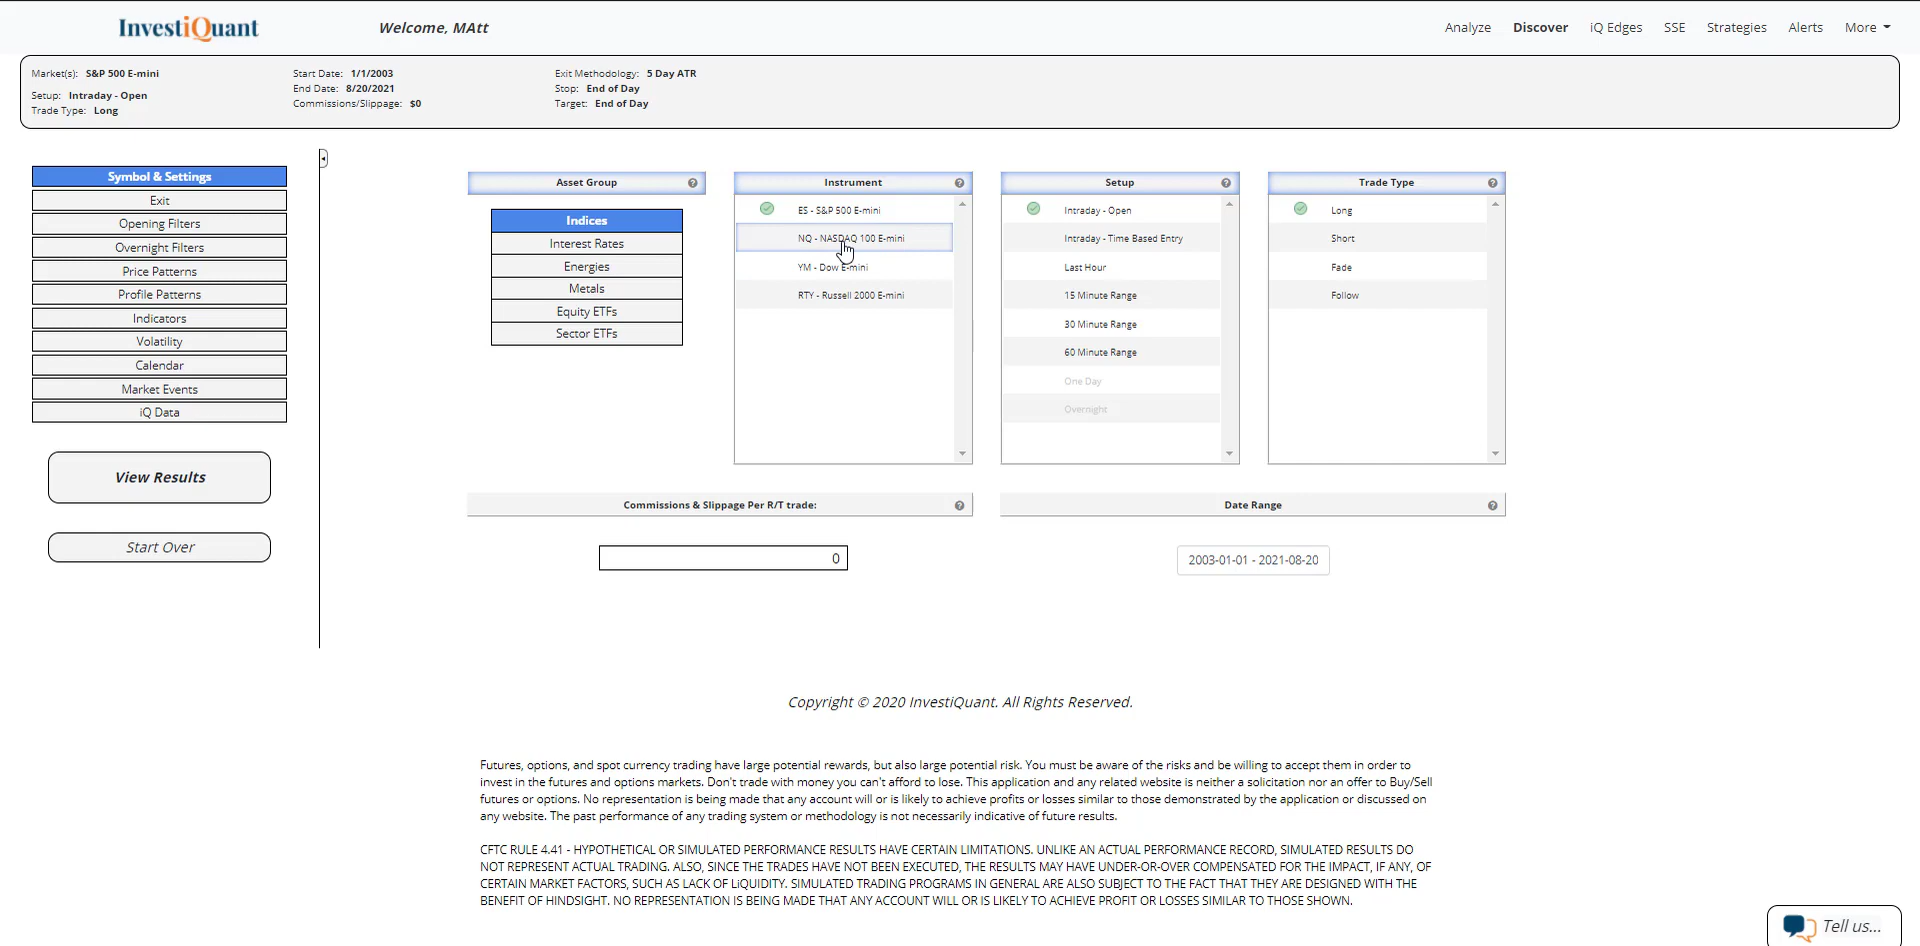 InvestiQuant
Welcome, MAtt
Analyze
Discover
iQ Edges
SSE
Strategies
Alerts
More
Market(s): S&P 500 E-mini
Setup: Intraday - Open
Trade Type: Long
Start Date: 1/1/2003
End Date: 8/20/2021
Commissions/Slippage: $0
Exit Methodology: 5 Day ATR
Stop: End of Day
Target: End of Day
Symbol & Settings
Exit
Opening Filters
Overnight Filters
Price Patterns
Profile Patterns
Indicators
Volatility
Calendar
Market Events
iQ Data
View Results
Start Over
Asset Group
Indices
Interest Rates
Energies
Metals
Equity ETFs
Sector ETFs
Instrument
ES - S&P 500 E-mini
NQ - NASDAQ 100 E-mini
YM - Dow E-mini
RTY - Russell 2000 E-mini
Setup
Intraday - Open
Intraday - Time Based Entry
Last Hour
15 Minute Range
30 Minute Range
60 Minute Range
One Day
Overnight
Trade Type
Long
Short
Fade
Follow
Commissions & Slippage Per R/T trade:
0
Date Range
2003-01-01 - 2021-08-20
Copyright © 2020 InvestiQuant. All Rights Reserved.
Futures, options, and spot currency trading have large potential rewards, but also large potential risk. You must be aware of the risks and be willing to accept them in order to
invest in the futures and options markets. Don't trade with money you can't afford to lose. This application and any related website is neither a solicitation nor an offer to Buy/Sell
futures or options. No representation is being made that any account will or is likely to achieve profits or losses similar to those demonstrated by the application or discussed on
any website. The past performance of any trading system or methodology is not necessarily indicative of future results.
CFTC RULE 4.41 - HYPOTHETICAL OR SIMULATED PERFORMANCE RESULTS HAVE CERTAIN LIMITATIONS. UNLIKE AN ACTUAL PERFORMANCE RECORD, SIMULATED RESULTS DO
NOT REPRESENT ACTUAL TRADING. ALSO, SINCE THE TRADES HAVE NOT BEEN EXECUTED, THE RESULTS MAY HAVE UNDER-OR-OVER COMPENSATED FOR THE IMPACT, IF ANY, OF
CERTAIN MARKET FACTORS, SUCH AS LACK OF LiQUIDITY. SIMULATED TRADING PROGRAMS IN GENERAL ARE ALSO SUBJECT TO THE FACT THAT THEY ARE DESIGNED WITH THE
BENEFIT OF HINDSIGHT. NO REPRESENTATION IS BEING MADE THAT ANY ACCOUNT WILL OR IS LIKELY TO ACHIEVE PROFIT OR LOSSES SIMILAR TO THOSE SHOWN.
Tell us...